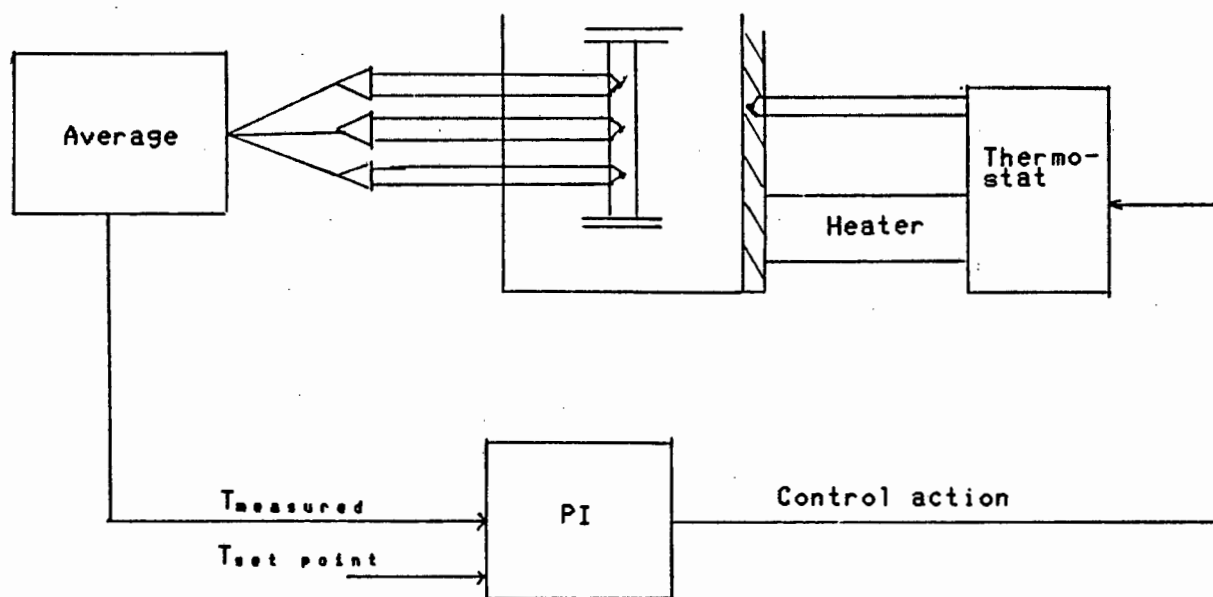 Average
Thermo-
stat
Heater
Tmeasured
PI
Control action
Tset point